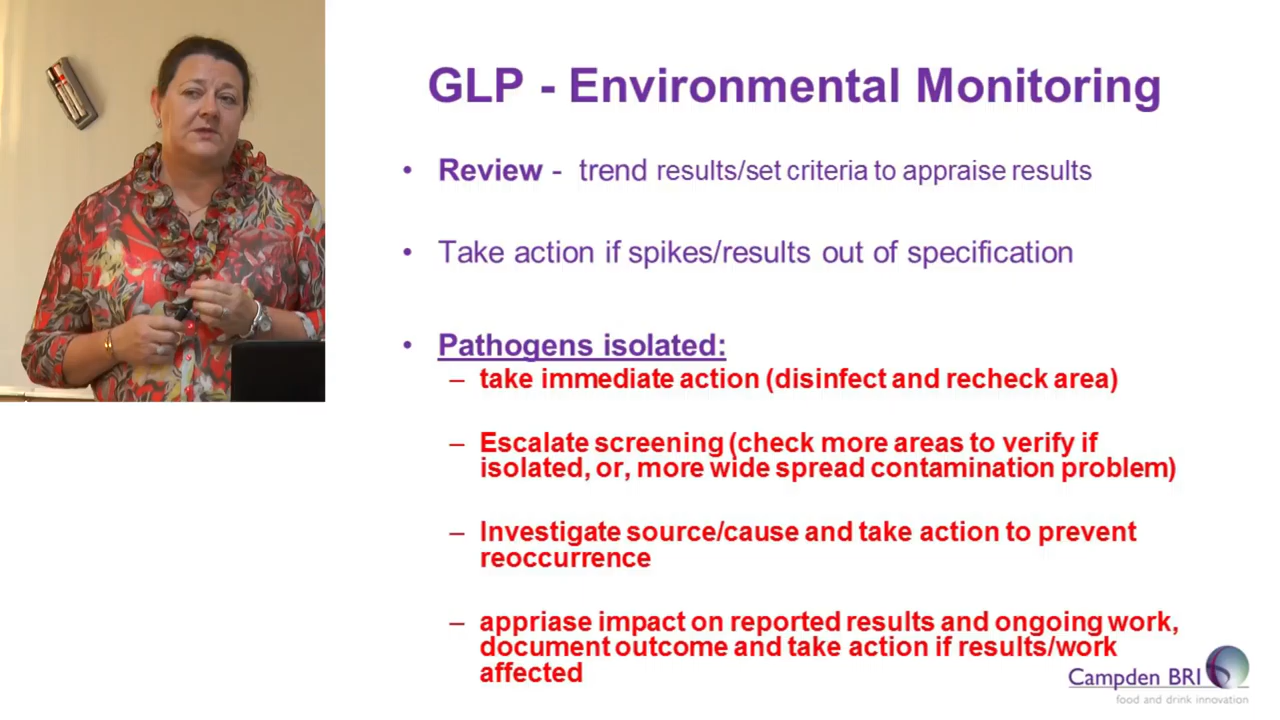 GLP - Environmental Monitoring
• Review - trend results/set criteria to appraise results
• Take action if spikes/results out of specification
• Pathogens isolated:
– take immediate action (disinfect and recheck area)
– Escalate screening (check more areas to verify if
isolated, or, more wide spread contamination problem)
– Investigate source/cause and take action to prevent
reoccurrence
– appriase impact on reported results and ongoing work,
document outcome and take action if results/work
affected
Campden BRI
food and drink innovation